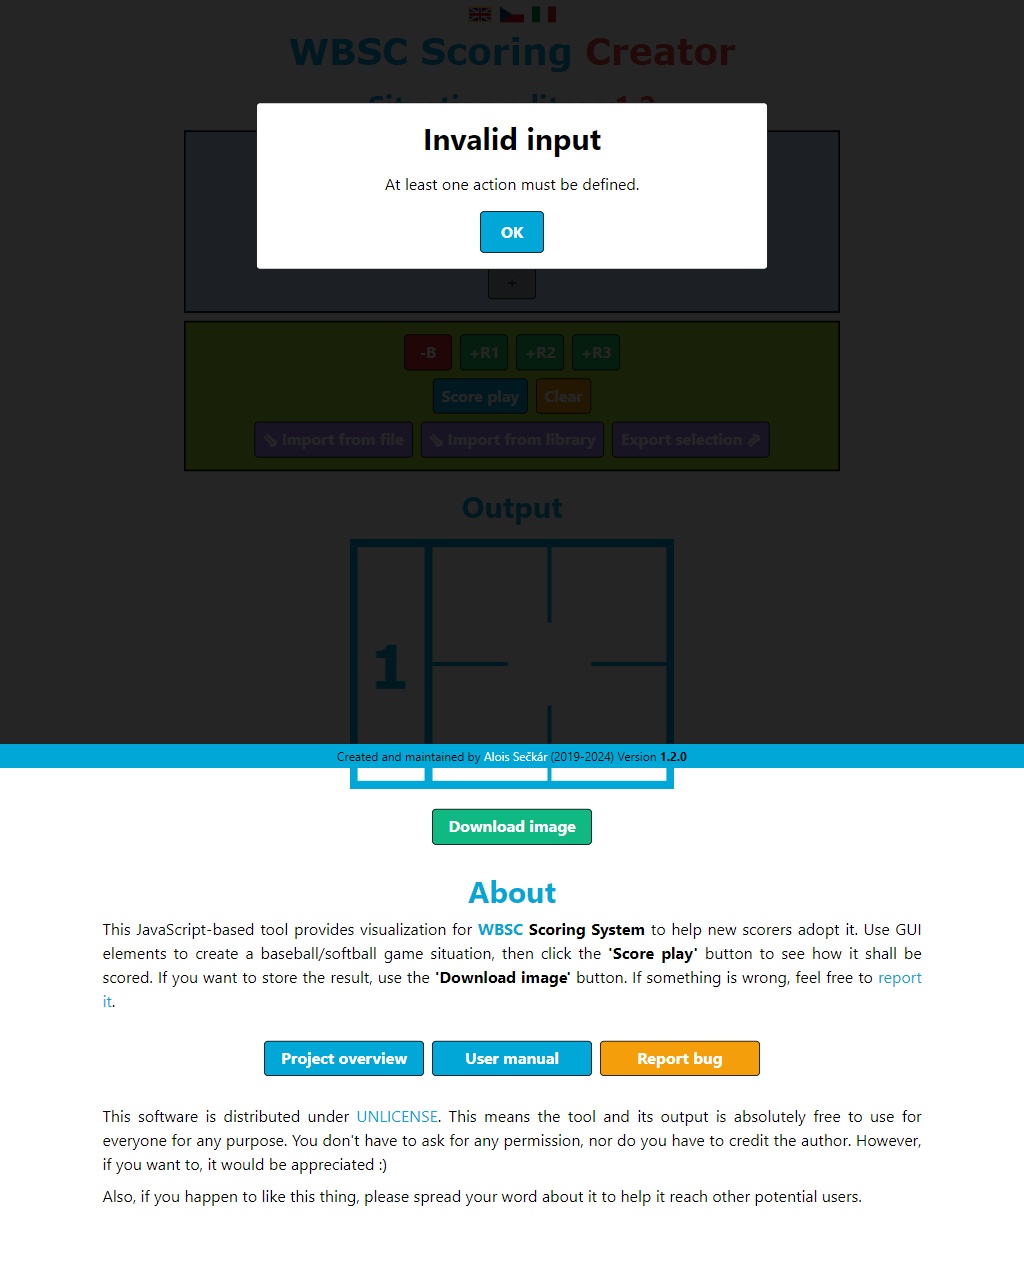 WBSC Scoring Creator
Invalid input
At least one action must be defined.
OK
+
-B +R1 +R2 +R3
Score play Clear
⇘ Import from file ⇘ Import from library Export selection ⇗
Output
1
Created and maintained by Alois Sečkár (2019-2024) Version 1.2.0
Download image
About
This JavaScript-based tool provides visualization for WBSC Scoring System to help new scorers adopt it. Use GUI
elements to create a baseball/softball game situation, then click the 'Score play' button to see how it shall be
scored. If you want to store the result, use the 'Download image' button. If something is wrong, feel free to report
it.
Project overview User manual Report bug
This software is distributed under UNLICENSE. This means the tool and its output is absolutely free to use for
everyone for any purpose. You don't have to ask for any permission, nor do you have to credit the author. However,
if you want to, it would be appreciated :)
Also, if you happen to like this thing, please spread your word about it to help it reach other potential users.